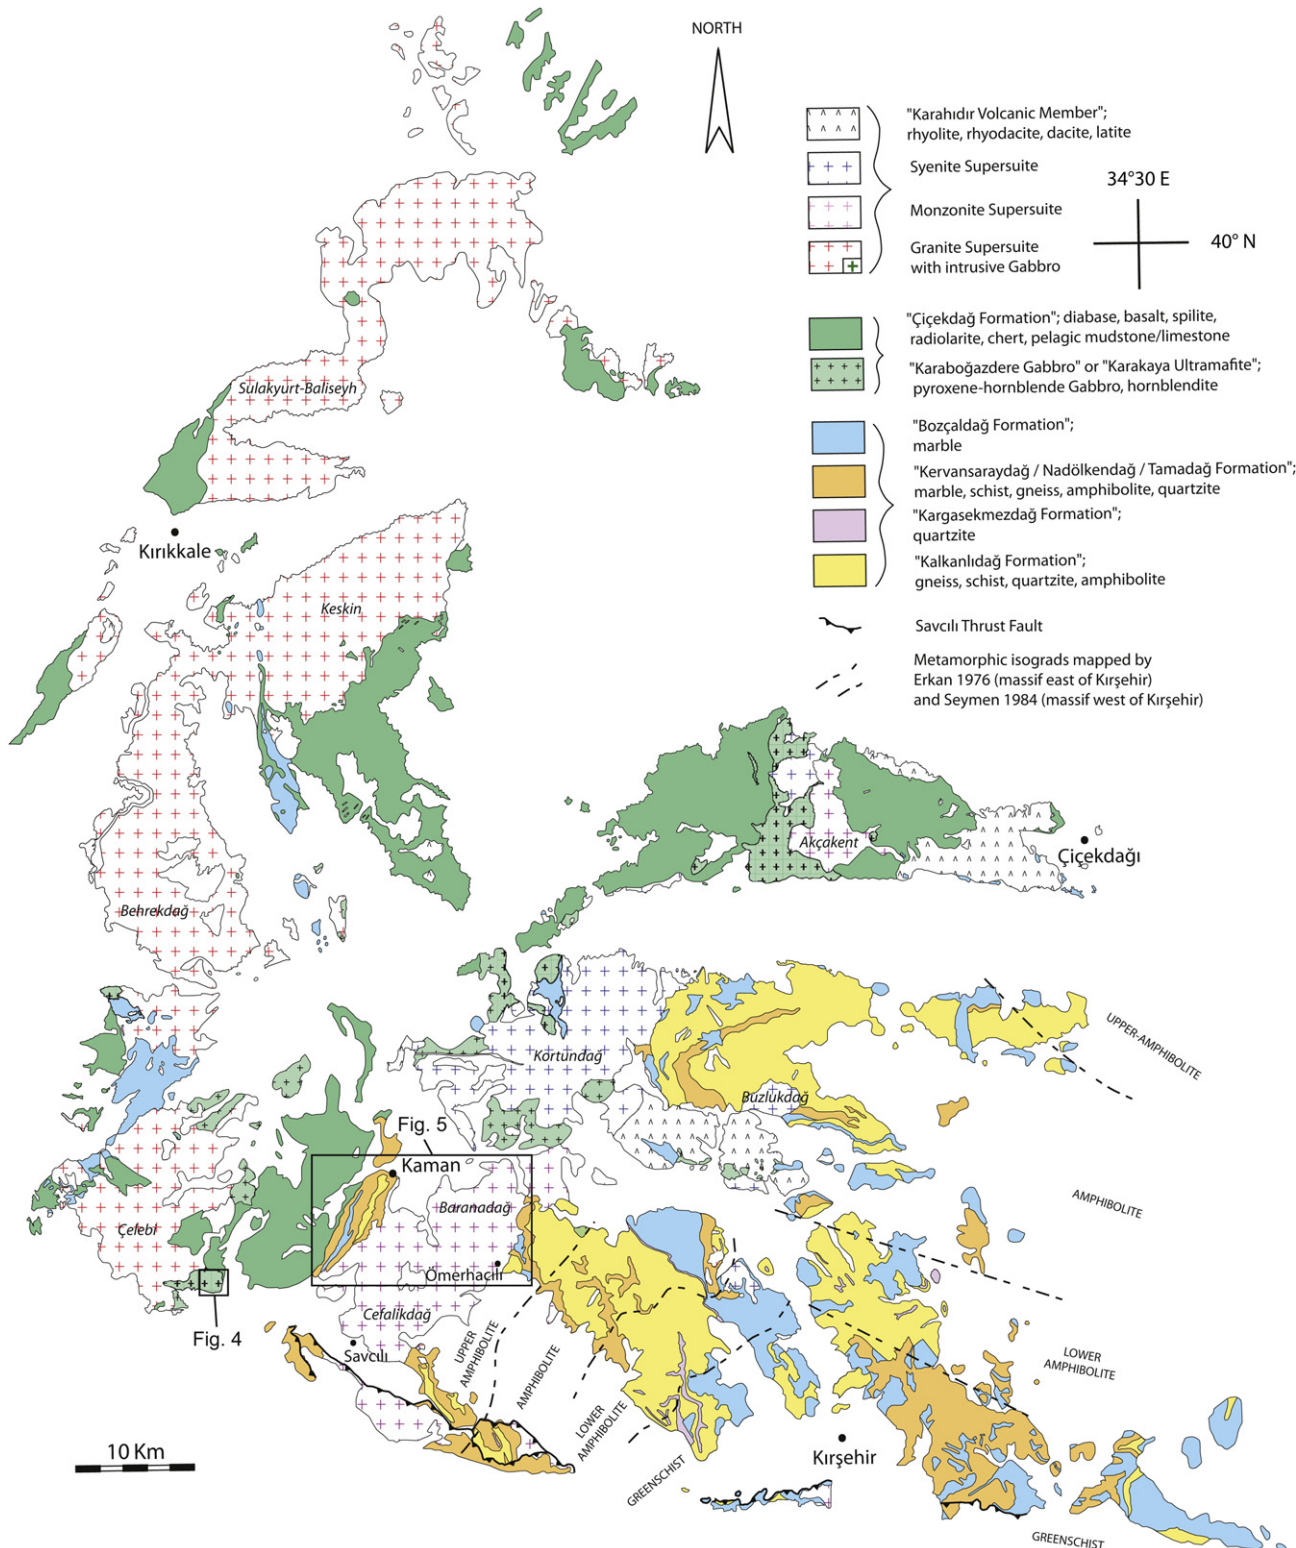 NORTH
"Karahıdır Volcanic Member";
rhyolite, rhyodacite, dacite, latite
Syenite Supersuite
34°30 E
Monzonite Supersuite
40° N
Granite Supersuite
with intrusive Gabbro
"Çiçekdağ Formation"; diabase, basalt, spilite,
radiolarite, chert, pelagic mudstone/limestone
"Karaboğazdere Gabbro" or "Karakaya Ultramafite";
pyroxene-hornblende Gabbro, hornblendite
"Bozçaldağ Formation";
marble
"Kervansaraydağ / Nadölkendağ / Tamadağ Formation";
marble, schist, gneiss, amphibolite, quartzite
"Kargasekmezdağ Formation";
quartzite
"Kalkanlıdağ Formation";
gneiss, schist, quartzite, amphibolite
Savcılı Thrust Fault
Metamorphic isograds mapped by
Erkan 1976 (massif east of Kırşehir)
and Seymen 1984 (massif west of Kırşehir)
Sulakyurt-Baliseyh
Kırıkkale
Keskin
Akçakent
Çiçekdağı
Behrekdağ
UPPER-AMPHIBOLITE
Kortundağ
Buzlukdağ
Fig. 5
Kaman
AMPHIBOLITE
Baranadağ
Çelebi
Ömerhacılı
Cefalikdağ
Fig. 4
Savcılı
UPPER
AMPHIBOLITE
AMPHIBOLITE
LOWER
AMPHIBOLITE
LOWER
AMPHIBOLITE
10 Km
Kırşehir
GREENSCHIST
GREENSCHIST